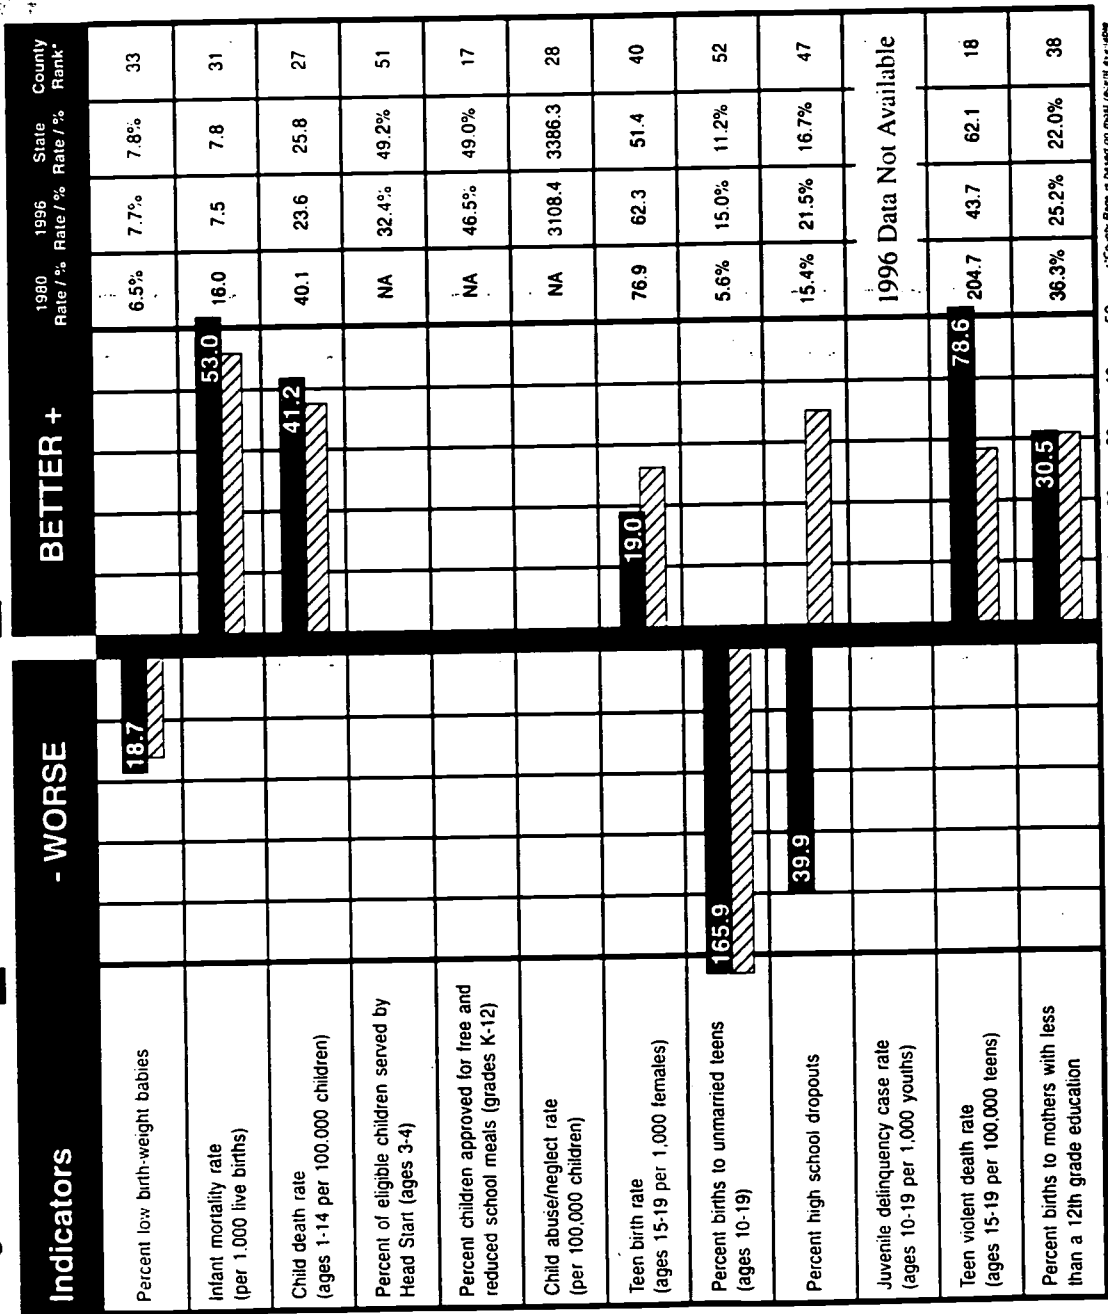 Indicators
- WORSE
BETTER +
1980
Rate / %
1996
Rate / %
State
Rate / %
County
Rank*
Percent low birth-weight babies
18.7
6.5%
7.7%
7.8%
33
Infant mortality rate
(per 1.000 live births)
53.0
16.0
7.5
7.8
31
Child death rate
(ages 1-14 per 100.000 children)
41.2
40.1
23.6
25.8
27
Percent of eligible children served by
Head Start (ages 3-4)
NA
32.4%
49.2%
51
Percent children approved for free and
reduced school meals (grades K-12)
NA
46.5%
49.0%
17
Child abuse/neglect rate
(per 100,000 children)
NA
3108.4
3386.3
28
Teen birth rate
(ages 15-19 per 1,000 females)
19.0
76.9
62.3
51.4
40
Percent births to unmarried teens
(ages 10-19)
165.9
5.6%
15.0%
11.2%
52
Percent high school dropouts
39.9
15.4%
21.5%
16.7%
47
Juvenile delinquency case rate
(ages 10-19 per 1,000 youths)
1996 Data Not Available
Teen violent death rate
(ages 15-19 per 100,000 teens)
78.6
204.7
43.7
62.1
18
Percent births to mothers with less
than a 12th grade education
30.5
36.3%
25.2%
22.0%
38